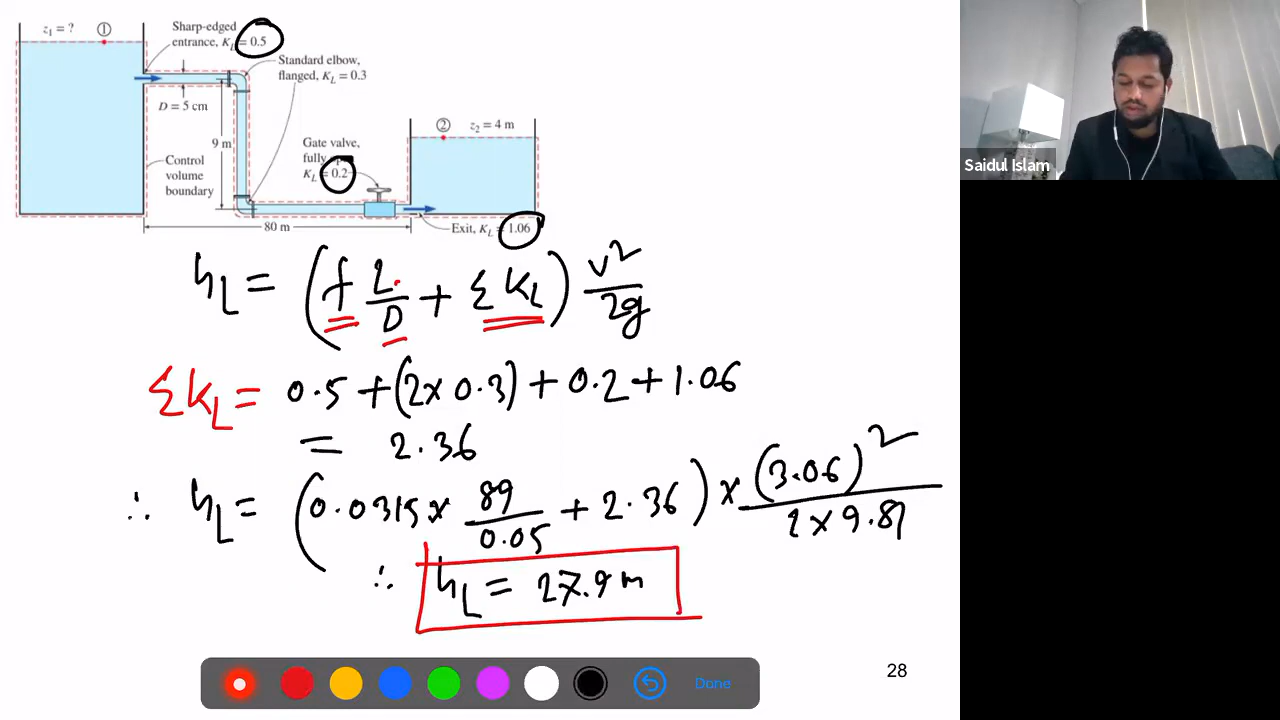 z₁ = ?
①
Sharp-edged
entrance, K_L = 0.5
Standard elbow,
flanged, K_L = 0.3
D = 5 cm
9 m
Control
volume
boundary
Gate valve,
fully
K_L = 0.2
②
z₂ = 4 m
80 m
Exit, K_L = 1.06
h_L = (f L/D + Σ K_L) V²/2g
ΣK_L = 0.5 + (2 x 0.3) + 0.2 + 1.06
= 2.36
∴ h_L = (0.0315 x 89/0.05 + 2.36) x (3.06)²/2 x 9.81
∴ h_L = 27.9 m
Saidul Islam
Done
28